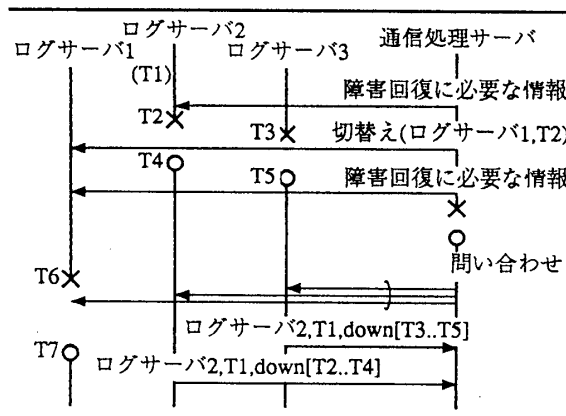 ログサーバ2
ログサーバ1
ログサーバ3
通信処理サーバ
(T1)
障害回復に必要な情報
T2
T3
切替え(ログサーバ1,T2)
T4
T5
障害回復に必要な情報
問い合わせ
T6
ログサーバ2,T1,down[T3..T5]
T7
ログサーバ2,T1,down[T2..T4]